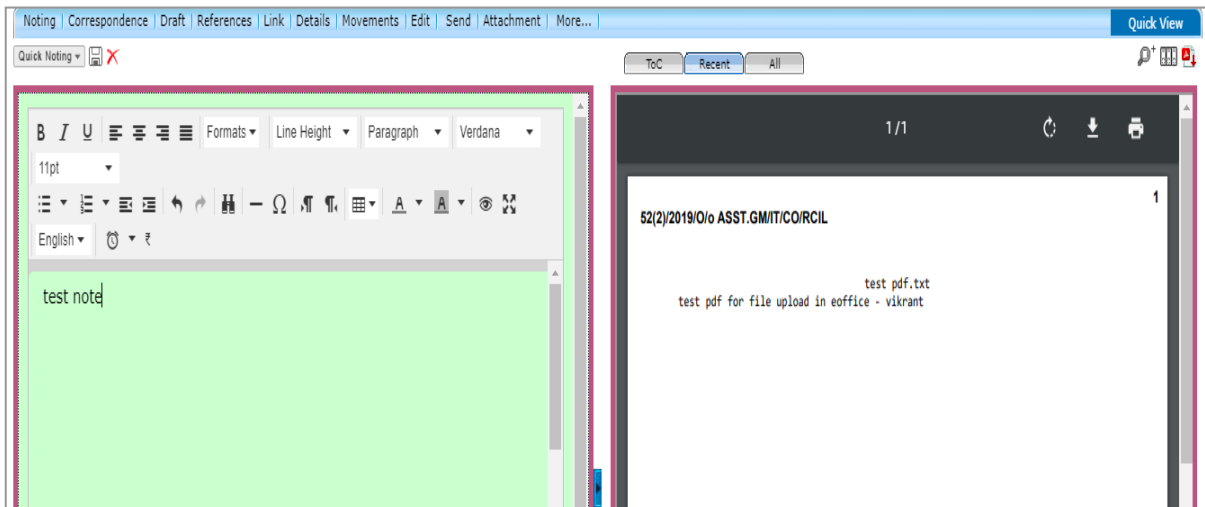 Noting | Correspondence | Draft | References | Link | Details | Movements | Edit | Send | Attachment | More... |
Quick View
Quick Noting
ToC Recent All
B I U Formats Line Height Paragraph Verdana
11pt
Ω ¶ ¶ A A
English ₹
test note
1/1
1
52(2)/2019/O/o ASST.GM/IT/CO/RCIL
test pdf.txt
test pdf for file upload in eoffice - vikrant